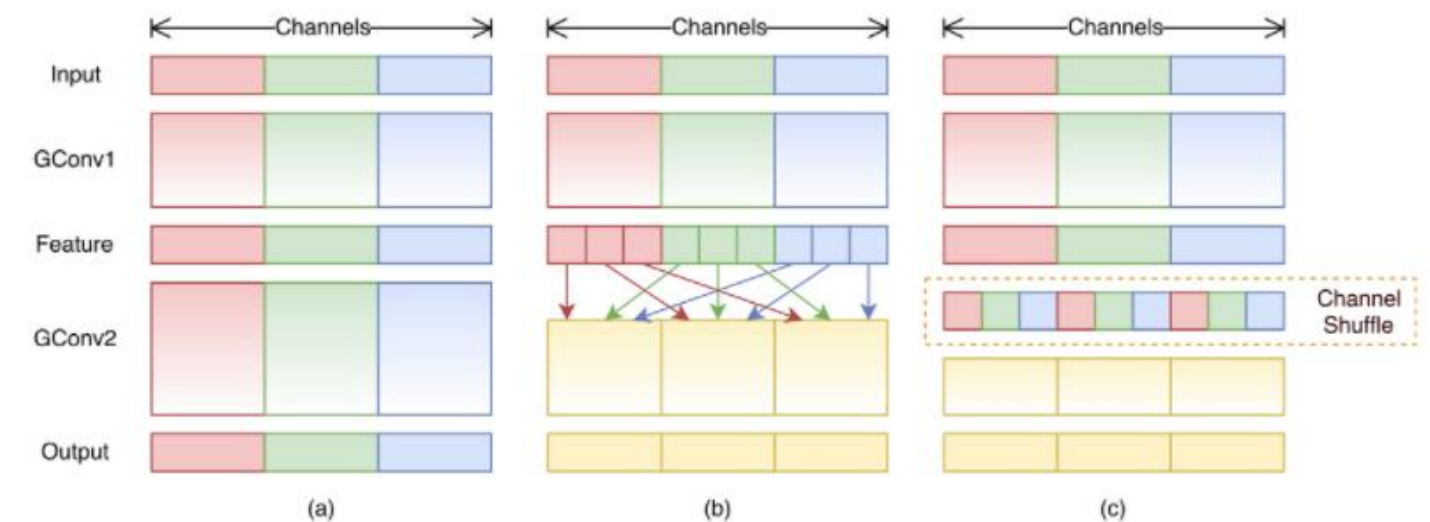 Channels Channels Channels
Input
GConv1
Feature
Channel
Shuffle
GConv2
Output
(a) (b) (c)